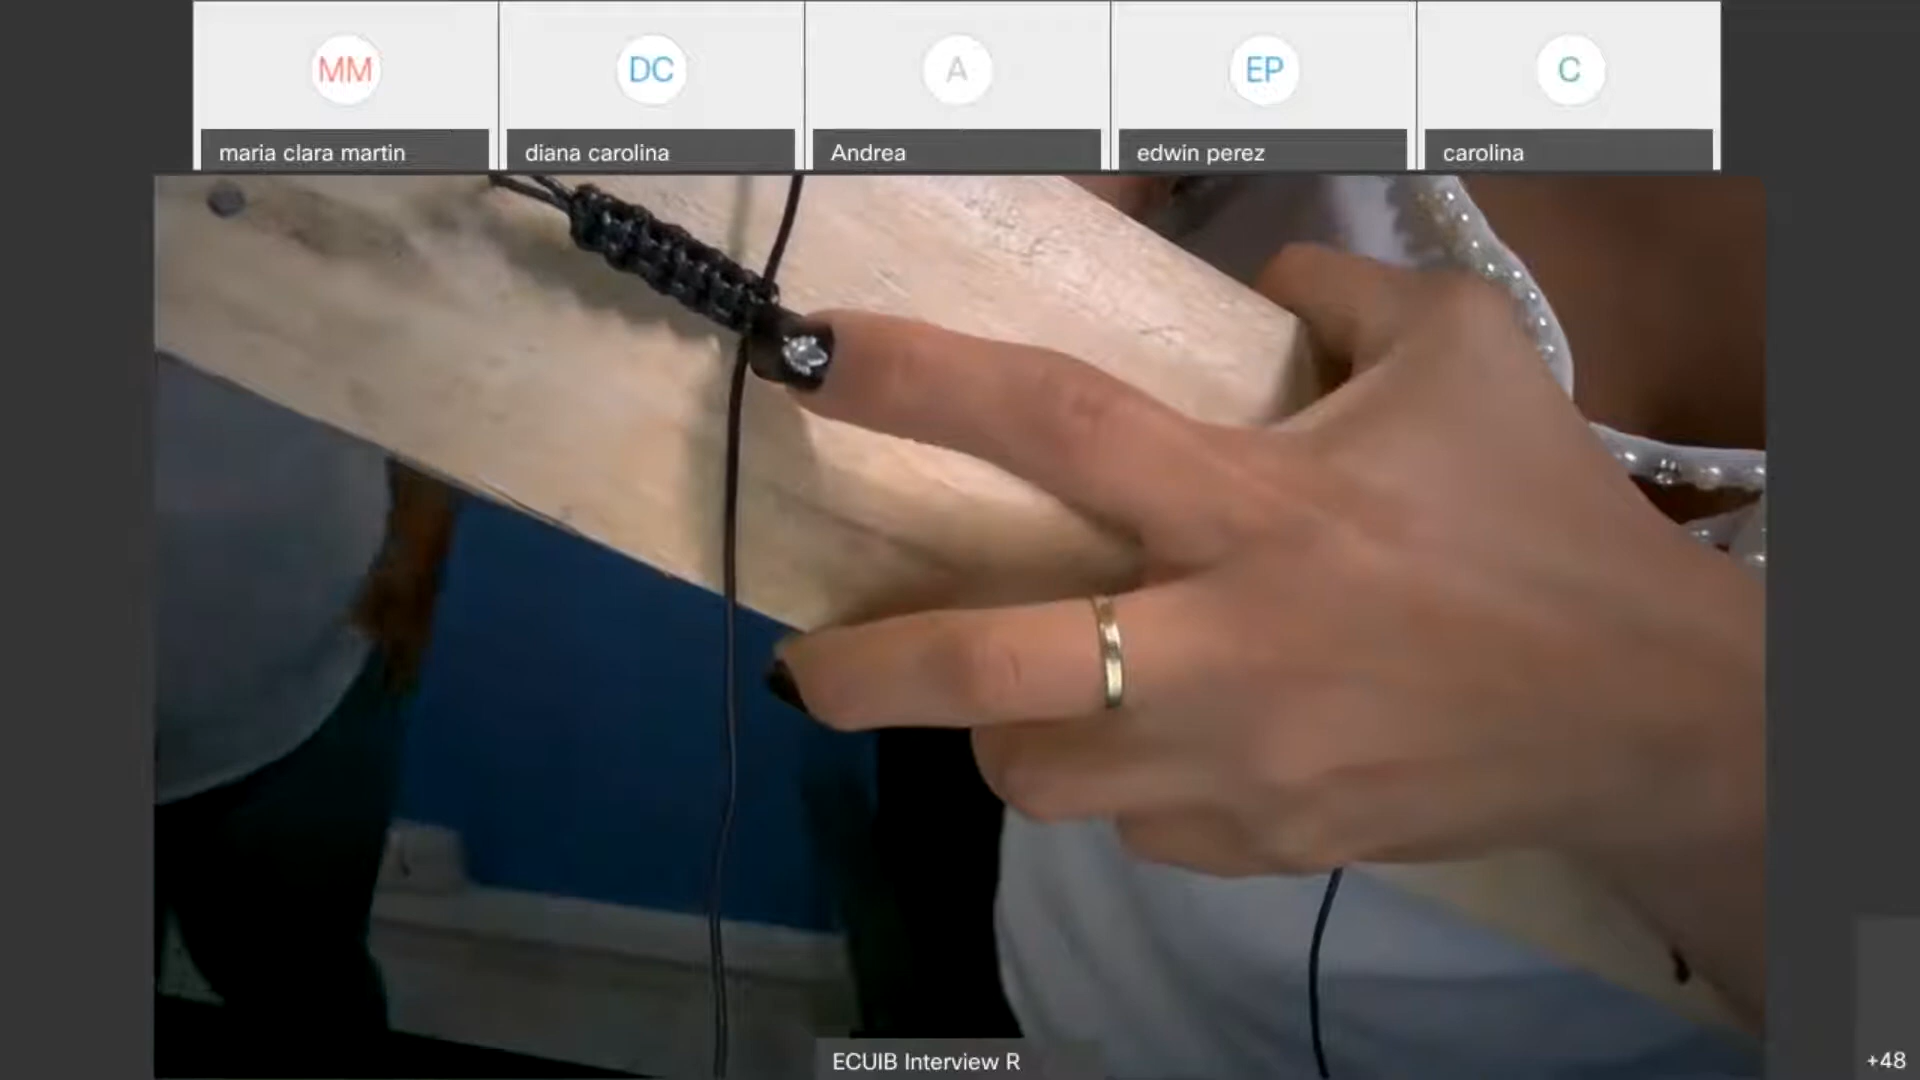 MM
DC
A
EP
C
maria clara martin
diana carolina
Andrea
edwin perez
carolina
ECUIB Interview R
+48